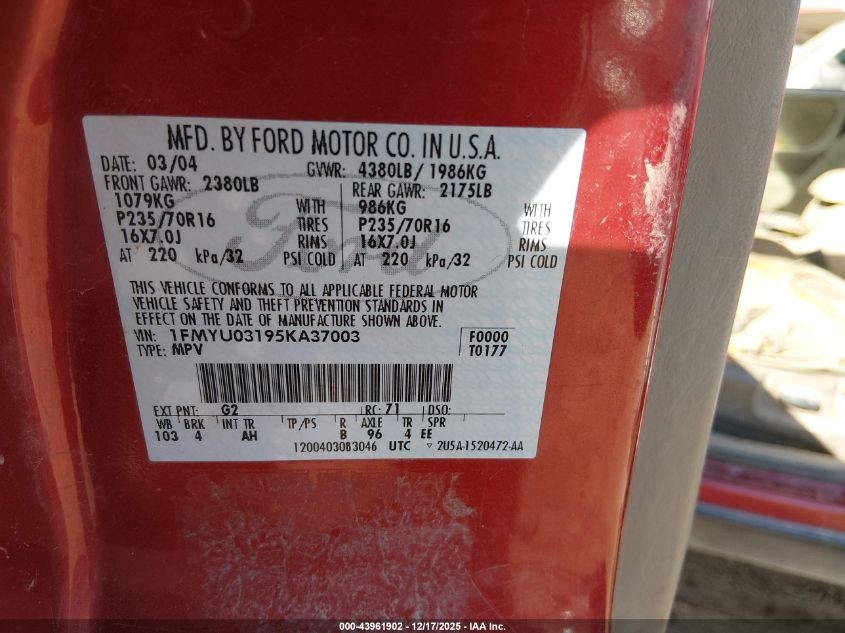 MFD. BY FORD MOTOR CO. IN U.S.A.
DATE: 03/04 GVWR: 4380LB/1986KG
FRONT GAWR: 2380LB REAR GAWR: 2175LB
1079KG WITH 986KG WITH
P235/70R16 TIRES P235/70R16 TIRES
16X7.0J RIMS 16X7.0J RIMS
AT 220 kPa/32 PSI COLD AT 220 kPa/32 PSI COLD
Ford
THIS VEHICLE CONFORMS TO ALL APPLICABLE FEDERAL MOTOR
VEHICLE SAFETY AND THEFT PREVENTION STANDARDS IN
EFFECT ON THE DATE OF MANUFACTURE SHOWN ABOVE.
VIN: 1FMYU03195KA37003 F0000
TYPE: MPV T0177
EXT PNT: G2 RC: 71 DSO:
WB BRK INT TR TP/PS R AXLE TR SPR
103 4 AH B 96 4 EE
12004030B3046 UTC ▽ 2U5A-1520472-AA
000-43961902 - 12/17/2025 - IAA Inc.